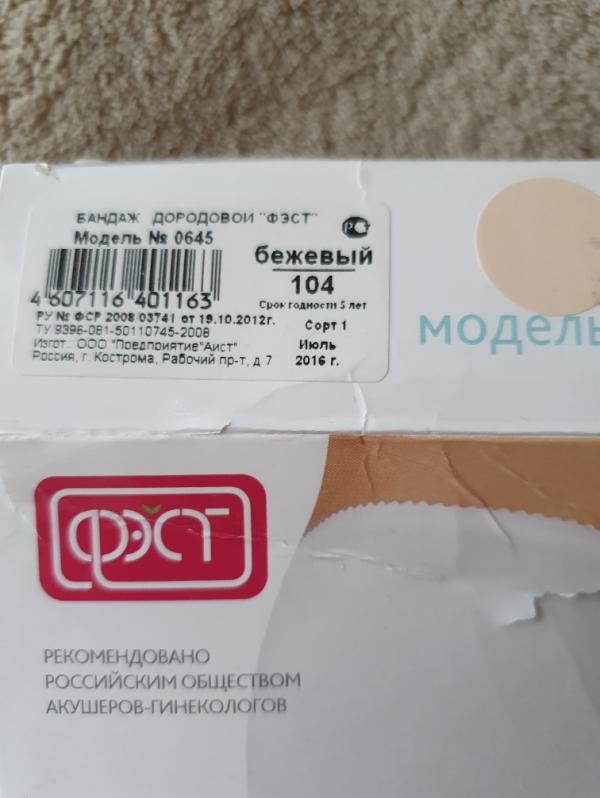 БАНДАЖ ДОРОДОВОЙ "ФЭСТ"
Модель № 0645
РСТ
бежевый
104
4 607116 401163
Срок годности 5 лет
РУ № ФСР 2008/03741 от 19.10.2012г.
Сорт 1
ТУ 9396-081-50110745-2008
Изгот. ООО "Предприятие"Аист"
Июль
Россия, г. Кострома, Рабочий пр-т, д 7
2016 г.
модель
ФЭСТ
РЕКОМЕНДОВАНО
РОССИЙСКИМ ОБЩЕСТВОМ
АКУШЕРОВ-ГИНЕКОЛОГОВ